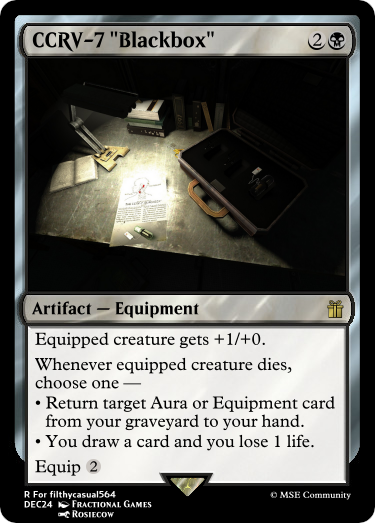 CCRV-7 "Blackbox" 2
Artifact — Equipment
Equipped creature gets +1/+0.
Whenever equipped creature dies,
choose one —
• Return target Aura or Equipment card
from your graveyard to your hand.
• You draw a card and you lose 1 life.
Equip 2
R For filthycasual564
DEC24 Fractional Games
Rosiecow
© MSE Community